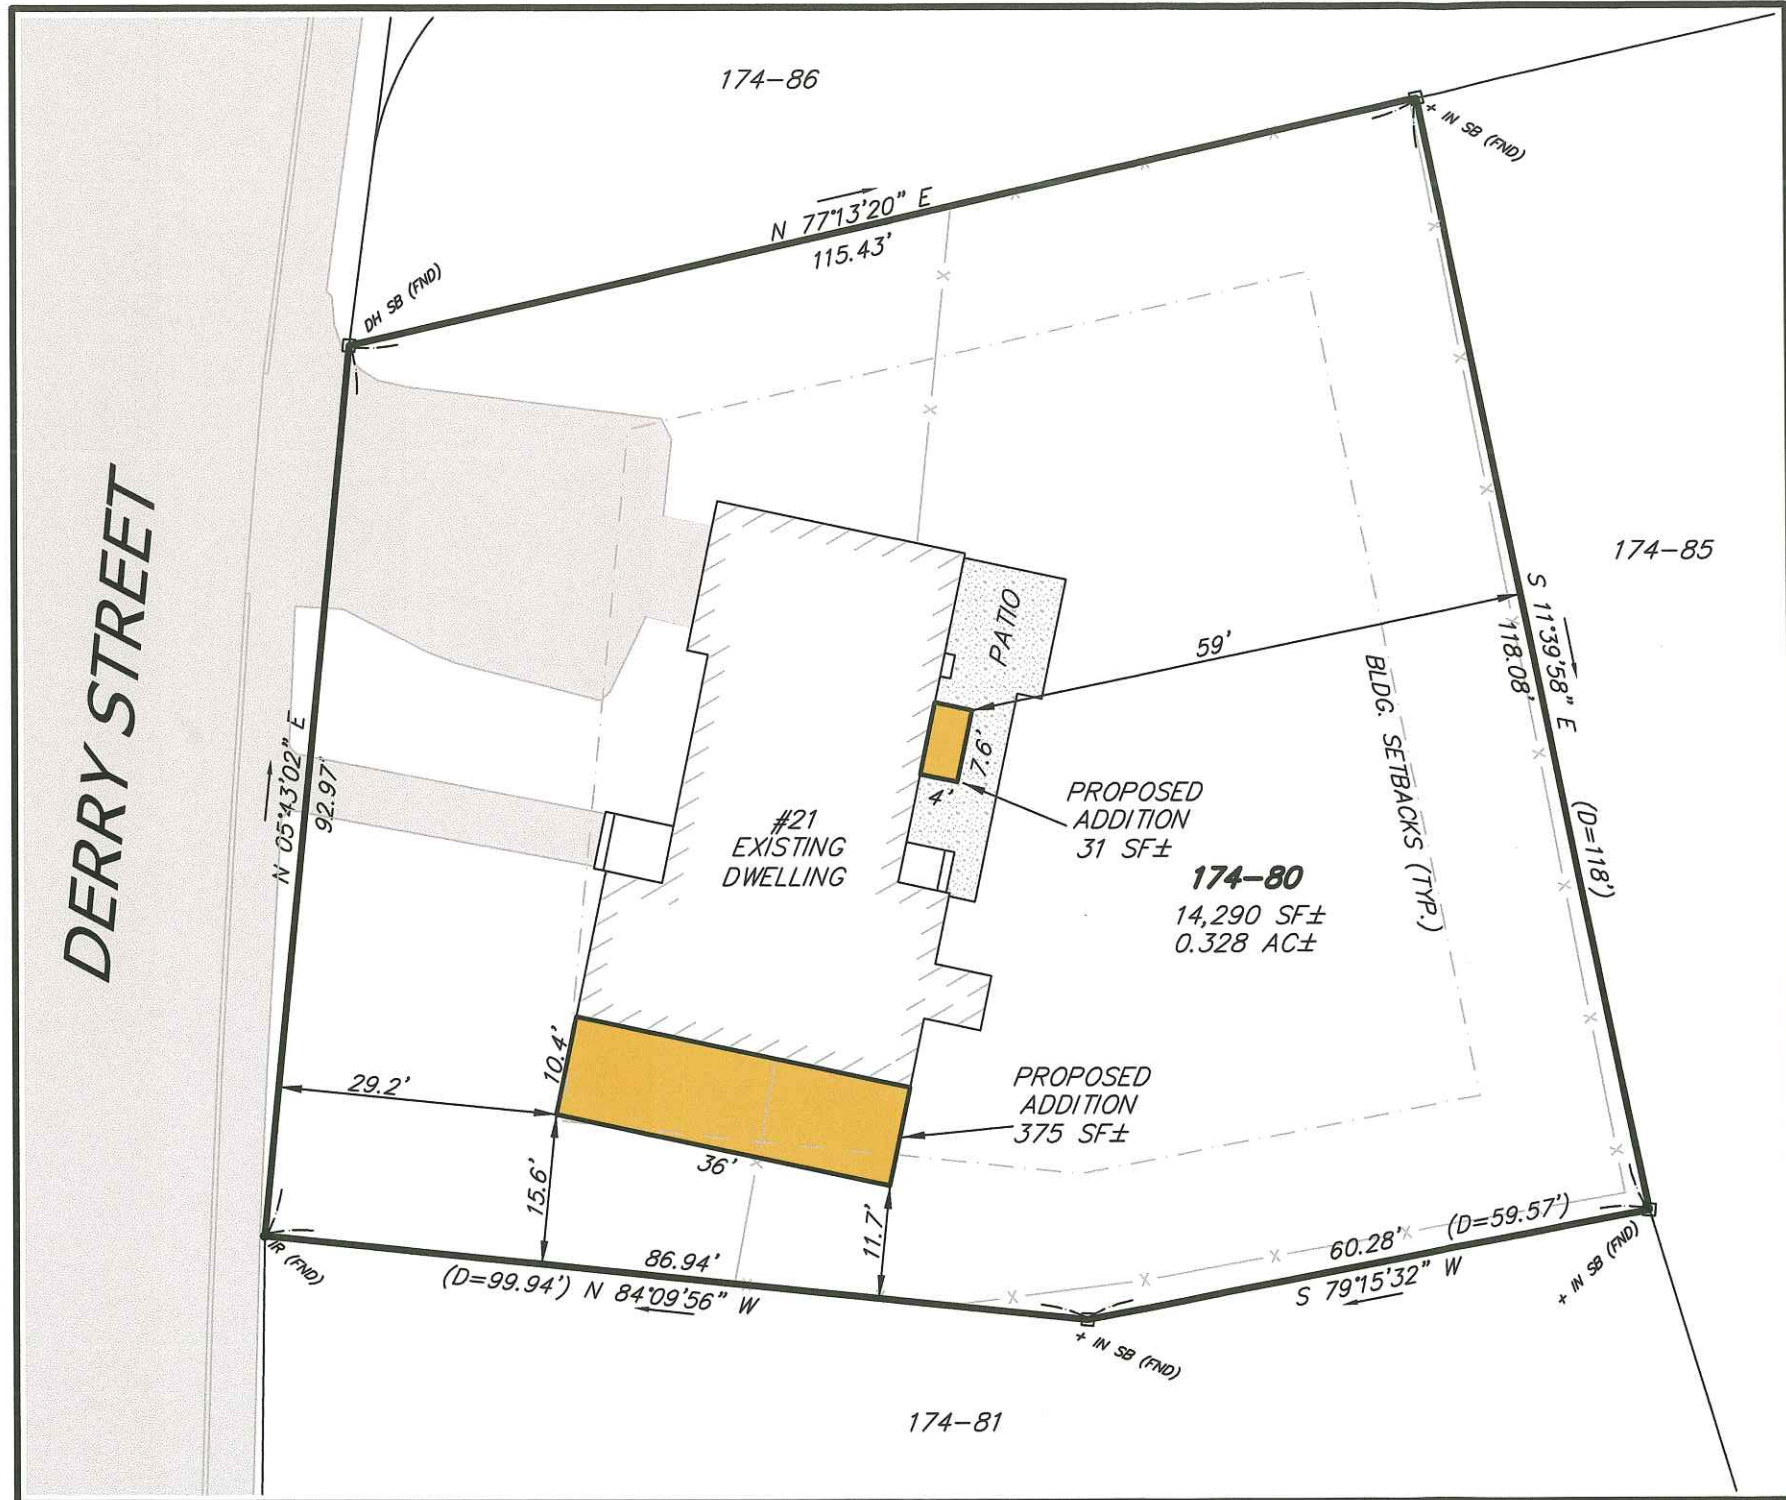 174-86
+ IN SB (FND)
N 77°13'20" E
115.43'
DH SB (FND)
DERRY STREET
174-85
PATIO
59'
S 11°39'58" E
118.08'
(D=118')
BLDG. SETBACKS (TYP.)
N 05°43'02" E
92.97'
7.6'
4'
PROPOSED
ADDITION
31 SF±
#21
EXISTING
DWELLING
174-80
14,290 SF±
0.328 AC±
10.4'
29.2'
PROPOSED
ADDITION
375 SF±
36'
15.6'
11.7'
IR (FND)
86.94'
(D=99.94') N 84°09'56" W
60.28'
(D=59.57')
S 79°15'32" W
+ IN SB (FND)
+ IN SB (FND)
174-81